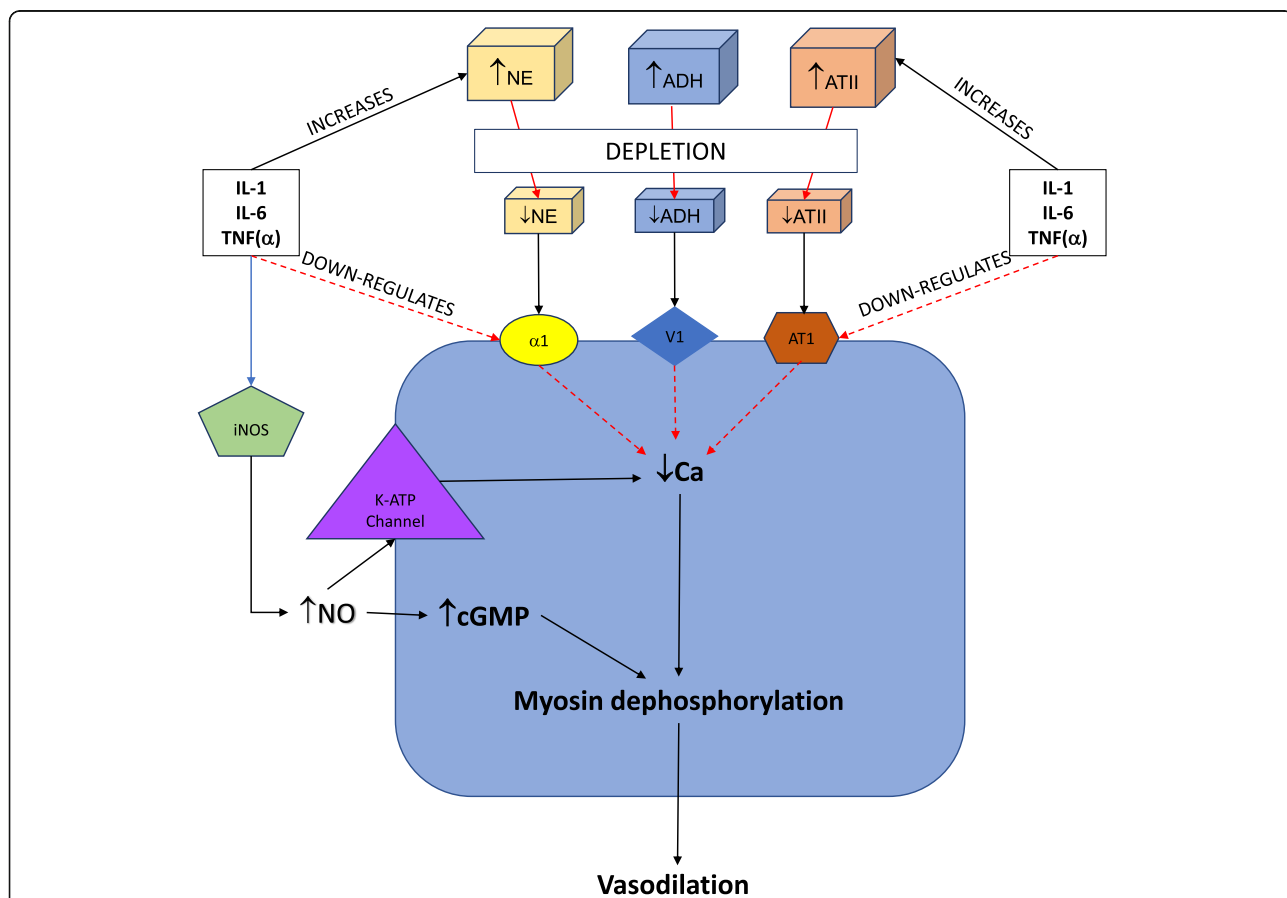 ↑NE
↑ADH
↑ATII
INCREASES
INCREASES
DEPLETION
IL-1
IL-6
TNF(α)
IL-1
IL-6
TNF(α)
↓NE
↓ADH
↓ATII
DOWN-REGULATES
DOWN-REGULATES
α1
V1
AT1
iNOS
↓Ca
K-ATP
Channel
↑NO
↑cGMP
Myosin dephosphorylation
Vasodilation